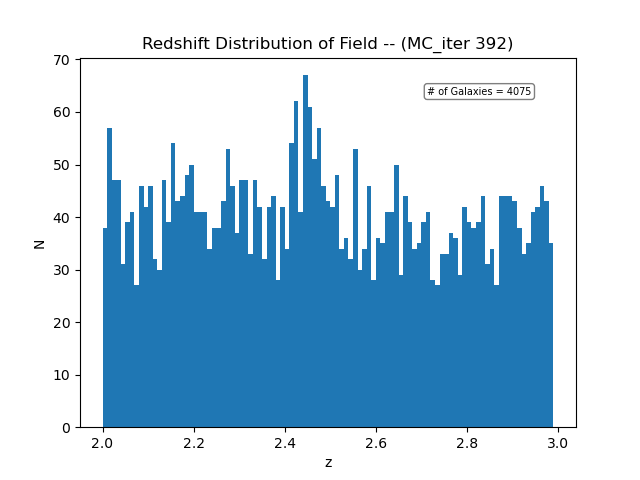 Redshift Distribution of Field -- (MC_iter 392)
# of Galaxies = 4075
70
60
50
40
30
20
10
0
N
2.0 2.2 2.4 2.6 2.8 3.0
z